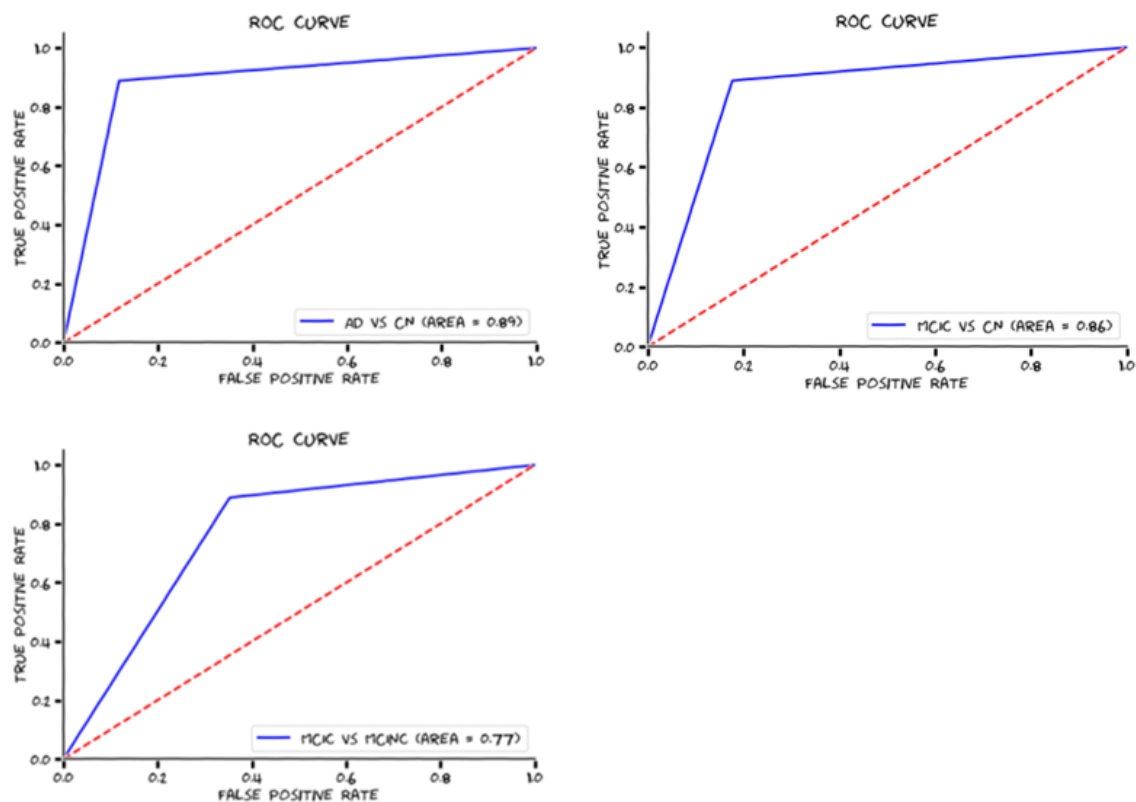 ROC CURVE
TRUE POSITIVE RATE
1.0
0.8
0.6
0.4
0.2
0.0
0.0 0.2 0.4 0.6 0.8 1.0
FALSE POSITIVE RATE
AD VS CN (AREA = 0.89)
ROC CURVE
TRUE POSITIVE RATE
1.0
0.8
0.6
0.4
0.2
0.0
0.0 0.2 0.4 0.6 0.8 1.0
FALSE POSITIVE RATE
MCIC VS CN (AREA = 0.86)
ROC CURVE
TRUE POSITIVE RATE
1.0
0.8
0.6
0.4
0.2
0.0
0.0 0.2 0.4 0.6 0.8 1.0
FALSE POSITIVE RATE
MCIC VS MCINC (AREA = 0.77)